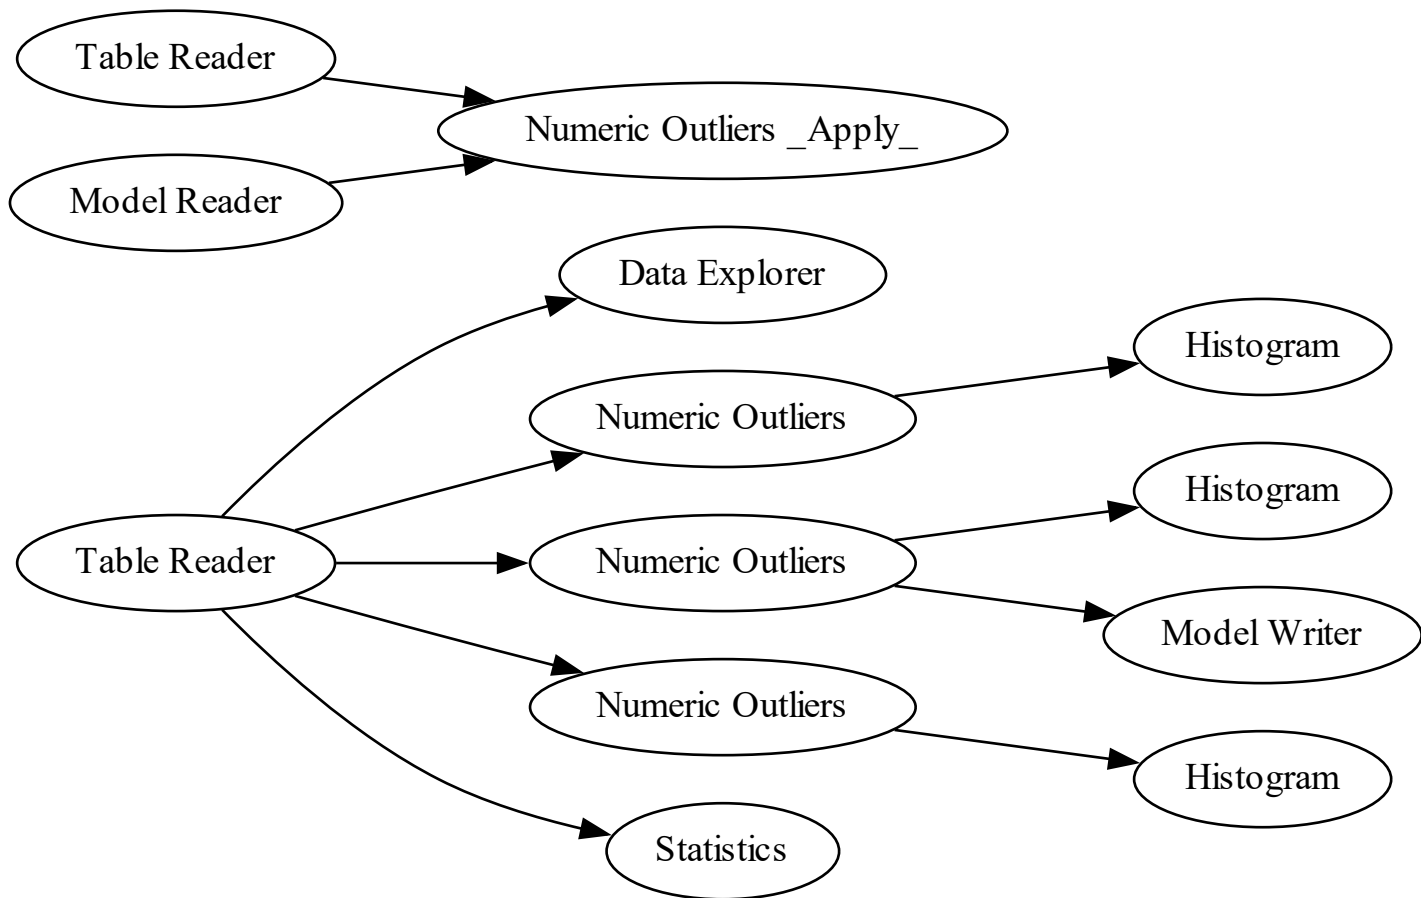 Table Reader
Numeric Outliers _Apply_
Model Reader
Data Explorer
Histogram
Numeric Outliers
Histogram
Table Reader
Numeric Outliers
Model Writer
Numeric Outliers
Histogram
Statistics